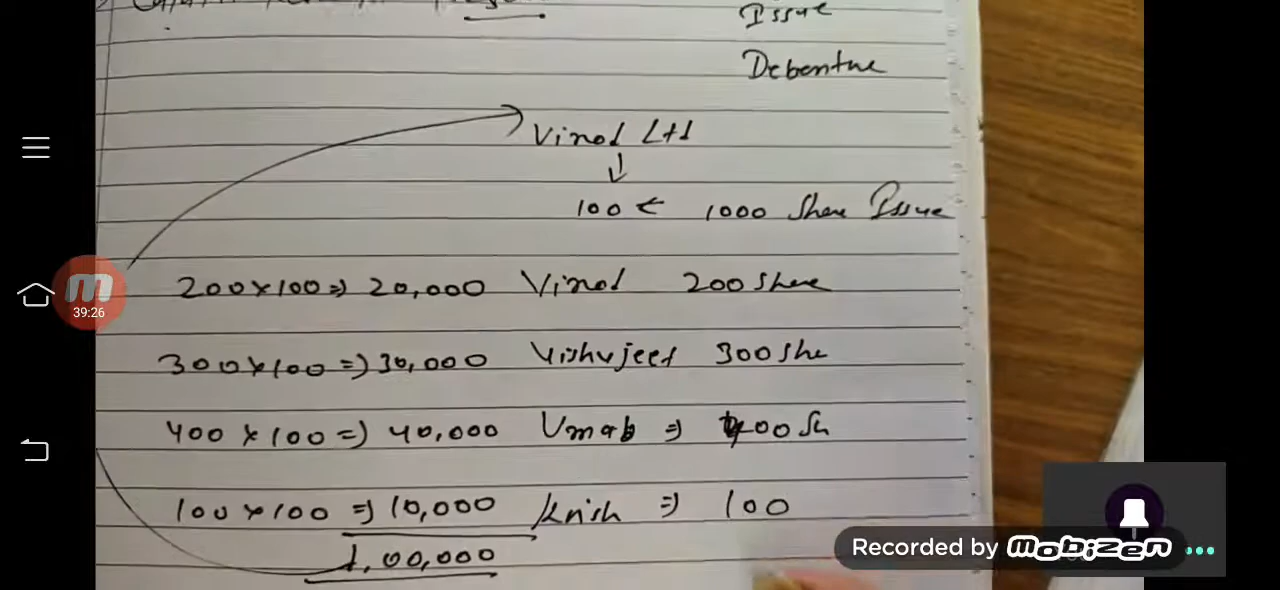 Issue
Debenture
Vinod Ltd
↓
100 ← 1000 Share Issue
200×100 ⇒ 20,000 Vinod 200 Share
300×100 ⇒ 30,000 Vishvjeet 300 Sha
400 × 100 ⇒ 40,000 ⇒ 400 Sh
100×100 ⇒ 10,000 Krish ⇒ 100
1,00,000
39:26
Recorded by mobizen